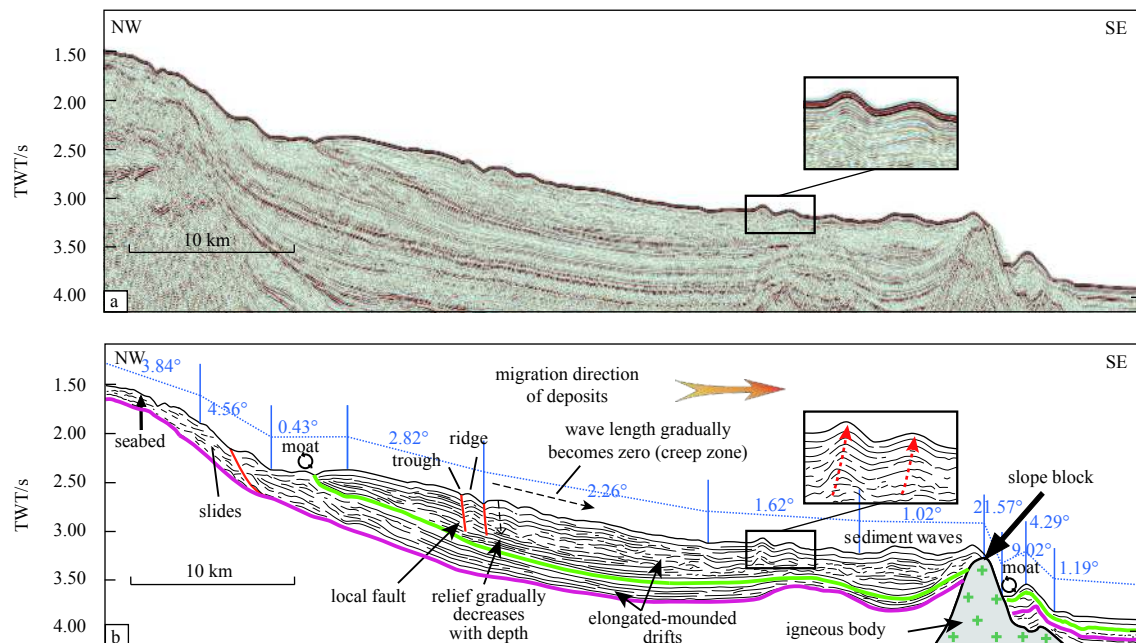 NW
SE
1.50
2.00
2.50
3.00
3.50
4.00
TWT/s
10 km
a
NW
SE
3.84°
4.56°
0.43°
2.82°
2.26°
1.62°
1.02°
21.57°
4.29°
9.02°
1.19°
migration direction
of deposits
wave length gradually
becomes zero (creep zone)
1.50
2.00
2.50
3.00
3.50
4.00
TWT/s
seabed
slides
moat
ridge
trough
slope block
sediment waves
moat
10 km
local fault
relief gradually
decreases
with depth
elongated-mounded
drifts
igneous body
b